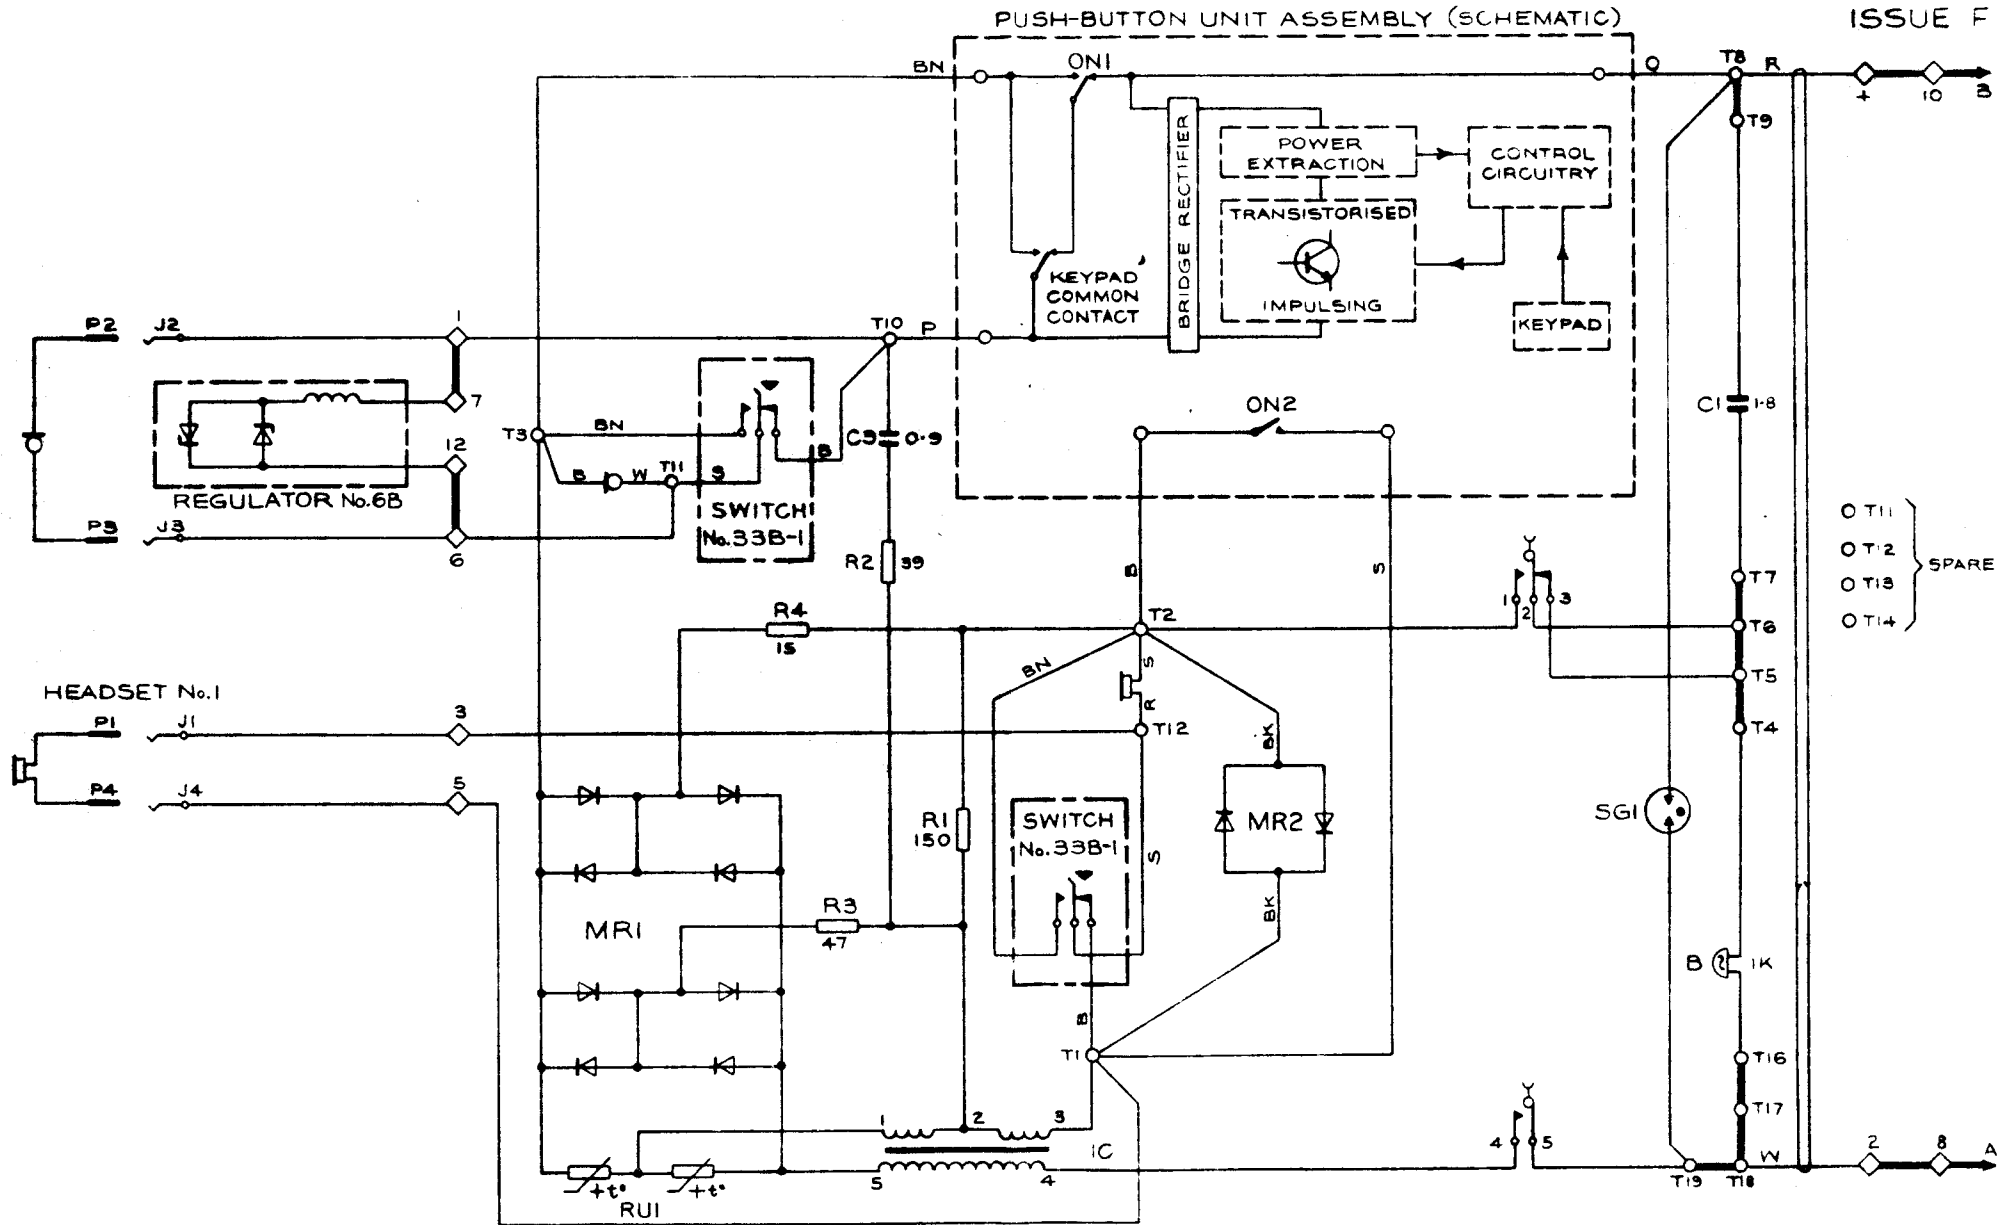 PUSH-BUTTON UNIT ASSEMBLY (SCHEMATIC)
ISSUE F
BN
ON1
Q
T8
R
4
10
B
T9
BRIDGE RECTIFIER
POWER
EXTRACTION
CONTROL
CIRCUITRY
TRANSISTORISED
IMPULSING
KEYPAD
KEYPAD
COMMON
CONTACT
P2
J2
1
T10
P
7
REGULATOR No.6B
12
P3
J3
6
T3
BN
B
W
T11
S
B
SWITCH
No.33B-1
C3
0·9
R2
39
ON2
C1
1·8
B
S
T11
T12
T13
T14
SPARE
1
2
3
T7
T6
T5
T4
R4
15
T2
BN
S
R
T12
HEADSET No.1
P1
J1
3
P4
J4
5
BK
R1
150
SWITCH
No.33B-1
S
MR2
SG1
MR1
R3
47
BK
B
B
1K
T1
T16
T17
1
2
3
1C
4
5
5
4
+t°
+t°
RU1
T19
T18
W
2
8
A